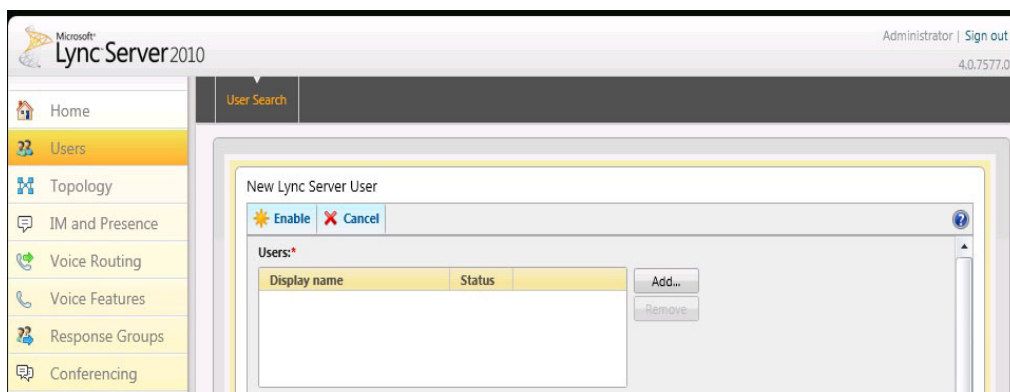 Microsoft®
Lync Server 2010
Administrator | Sign out
4.0.7577.0
Home
Users
Topology
IM and Presence
Voice Routing
Voice Features
Response Groups
Conferencing
User Search
New Lync Server User
Enable Cancel
Users:*
Display name Status
Add...
Remove